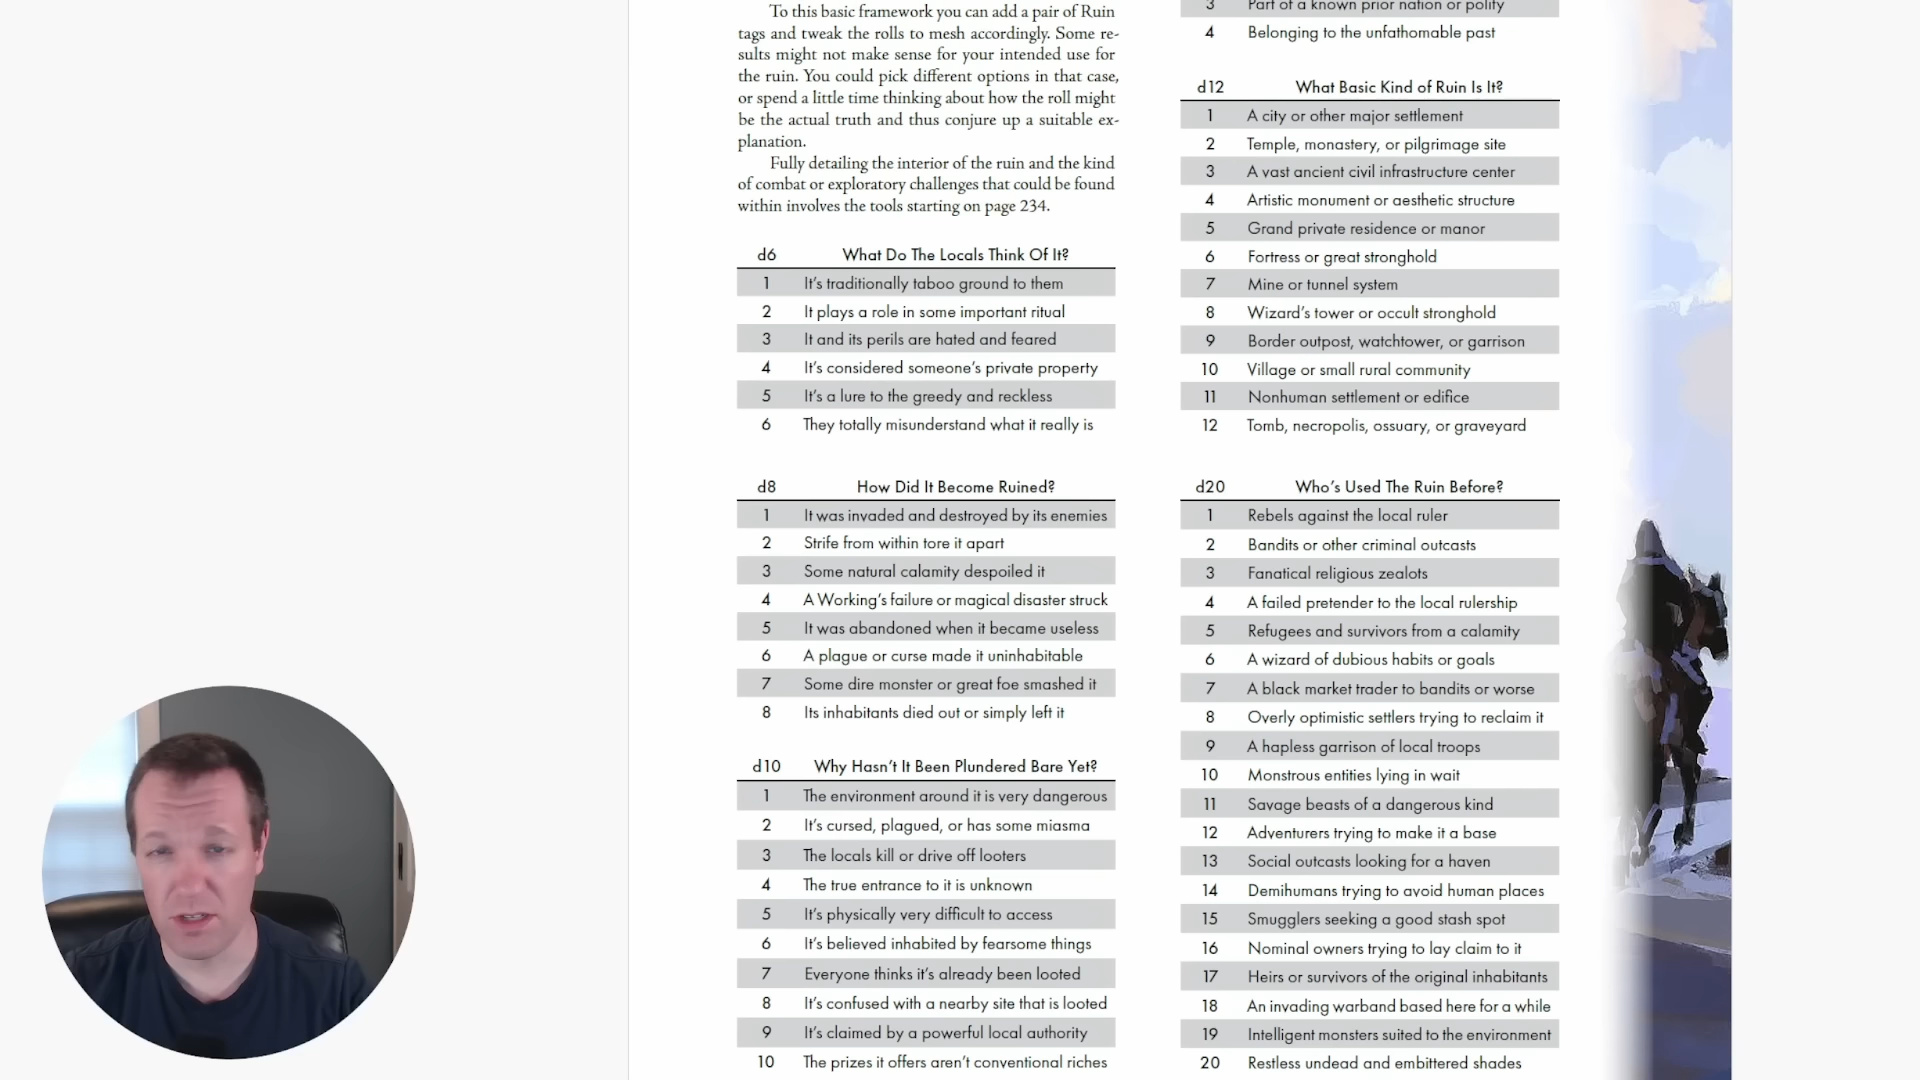 To this basic framework you can add a pair of Ruin
tags and tweak the rolls to mesh accordingly. Some re-
sults might not make sense for your intended use for
the ruin. You could pick different options in that case,
or spend a little time thinking about how the roll might
be the actual truth and thus conjure up a suitable ex-
planation.
Fully detailing the interior of the ruin and the kind
of combat or exploratory challenges that could be found
within involves the tools starting on page 234.
d6 What Do The Locals Think Of It?
1 It's traditionally taboo ground to them
2 It plays a role in some important ritual
3 It and its perils are hated and feared
4 It's considered someone's private property
5 It's a lure to the greedy and reckless
6 They totally misunderstand what it really is
d8 How Did It Become Ruined?
1 It was invaded and destroyed by its enemies
2 Strife from within tore it apart
3 Some natural calamity despoiled it
4 A Working's failure or magical disaster struck
5 It was abandoned when it became useless
6 A plague or curse made it uninhabitable
7 Some dire monster or great foe smashed it
8 Its inhabitants died out or simply left it
d10 Why Hasn't It Been Plundered Bare Yet?
1 The environment around it is very dangerous
2 It's cursed, plagued, or has some miasma
3 The locals kill or drive off looters
4 The true entrance to it is unknown
5 It's physically very difficult to access
6 It's believed inhabited by fearsome things
7 Everyone thinks it's already been looted
8 It's confused with a nearby site that is looted
9 It's claimed by a powerful local authority
10 The prizes it offers aren't conventional riches
3 Part of a known prior nation or polity
4 Belonging to the unfathomable past
d12 What Basic Kind of Ruin Is It?
1 A city or other major settlement
2 Temple, monastery, or pilgrimage site
3 A vast ancient civil infrastructure center
4 Artistic monument or aesthetic structure
5 Grand private residence or manor
6 Fortress or great stronghold
7 Mine or tunnel system
8 Wizard's tower or occult stronghold
9 Border outpost, watchtower, or garrison
10 Village or small rural community
11 Nonhuman settlement or edifice
12 Tomb, necropolis, ossuary, or graveyard
d20 Who's Used The Ruin Before?
1 Rebels against the local ruler
2 Bandits or other criminal outcasts
3 Fanatical religious zealots
4 A failed pretender to the local rulership
5 Refugees and survivors from a calamity
6 A wizard of dubious habits or goals
7 A black market trader to bandits or worse
8 Overly optimistic settlers trying to reclaim it
9 A hapless garrison of local troops
10 Monstrous entities lying in wait
11 Savage beasts of a dangerous kind
12 Adventurers trying to make it a base
13 Social outcasts looking for a haven
14 Demihumans trying to avoid human places
15 Smugglers seeking a good stash spot
16 Nominal owners trying to lay claim to it
17 Heirs or survivors of the original inhabitants
18 An invading warband based here for a while
19 Intelligent monsters suited to the environment
20 Restless undead and embittered shades